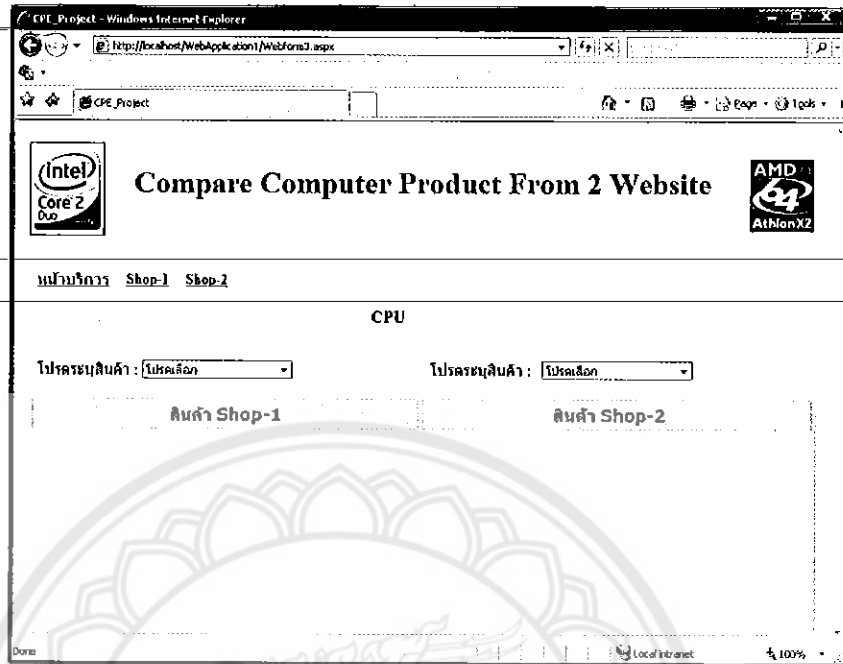 CPE_Project - Windows Internet Explorer
http://localhost/WebApplication1/Webform3.aspx
CPE_Project
Page
Tools
intel
Core 2
Duo
Compare Computer Product From 2 Website
AMD
64
Athlon X2
หน้าบริการ Shop-1 Shop-2
CPU
โปรดระบุสินค้า : โปรดเลือก
โปรดระบุสินค้า : โปรดเลือก
สินค้า Shop-1
สินค้า Shop-2
Done
Local intranet
100%